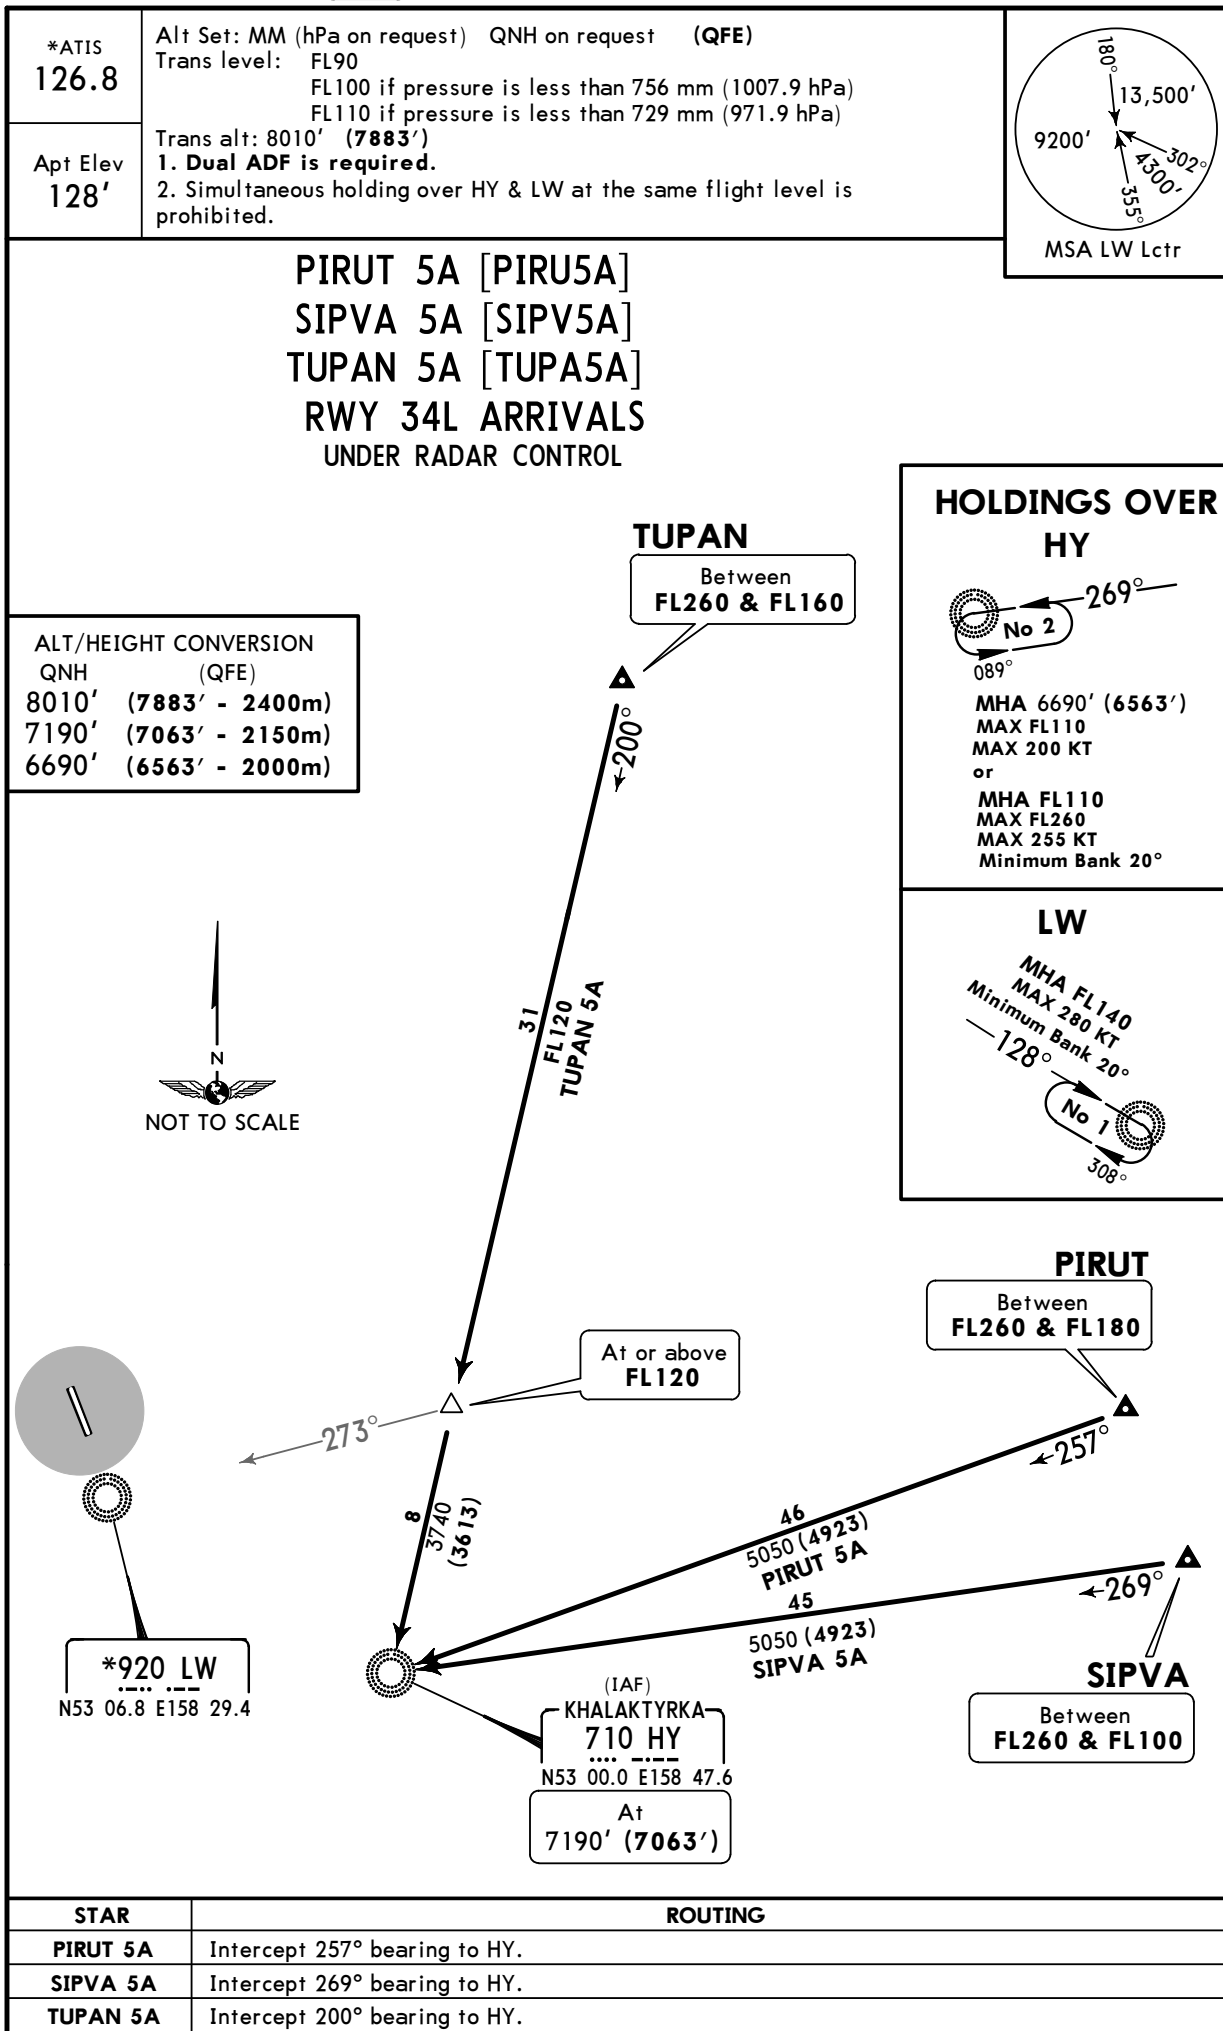 *ATIS
126.8
Apt Elev
128'
Alt Set: MM (hPa on request) QNH on request (QFE)
Trans level: FL90
FL100 if pressure is less than 756 mm (1007.9 hPa)
FL110 if pressure is less than 729 mm (971.9 hPa)
Trans alt: 8010' (7883')
1. Dual ADF is required.
2. Simultaneous holding over HY & LW at the same flight level is
prohibited.
180°
13,500'
9200'
302°
4300'
355°
MSA LW Lctr
PIRUT 5A [PIRU5A]
SIPVA 5A [SIPV5A]
TUPAN 5A [TUPA5A]
RWY 34L ARRIVALS
UNDER RADAR CONTROL
HOLDINGS OVER
HY
269°
No 2
089°
MHA 6690' (6563')
MAX FL110
MAX 200 KT
or
MHA FL110
MAX FL260
MAX 255 KT
Minimum Bank 20°
LW
MHA FL140
MAX 280 KT
Minimum Bank 20°
128°
No 1
308°
TUPAN
Between
FL260 & FL160
ALT/HEIGHT CONVERSION
QNH (QFE)
8010' (7883' - 2400m)
7190' (7063' - 2150m)
6690' (6563' - 2000m)
200°
31
FL120
TUPAN 5A
N
NOT TO SCALE
PIRUT
Between
FL260 & FL180
At or above
FL120
273°
257°
8
3740
(3613)
46
5050 (4923)
PIRUT 5A
269°
45
5050 (4923)
SIPVA 5A
*920 LW
N53 06.8 E158 29.4
SIPVA
Between
FL260 & FL100
(IAF)
KHALAKTYRKA
710 HY
N53 00.0 E158 47.6
At
7190' (7063')
STAR ROUTING
PIRUT 5A Intercept 257° bearing to HY.
SIPVA 5A Intercept 269° bearing to HY.
TUPAN 5A Intercept 200° bearing to HY.